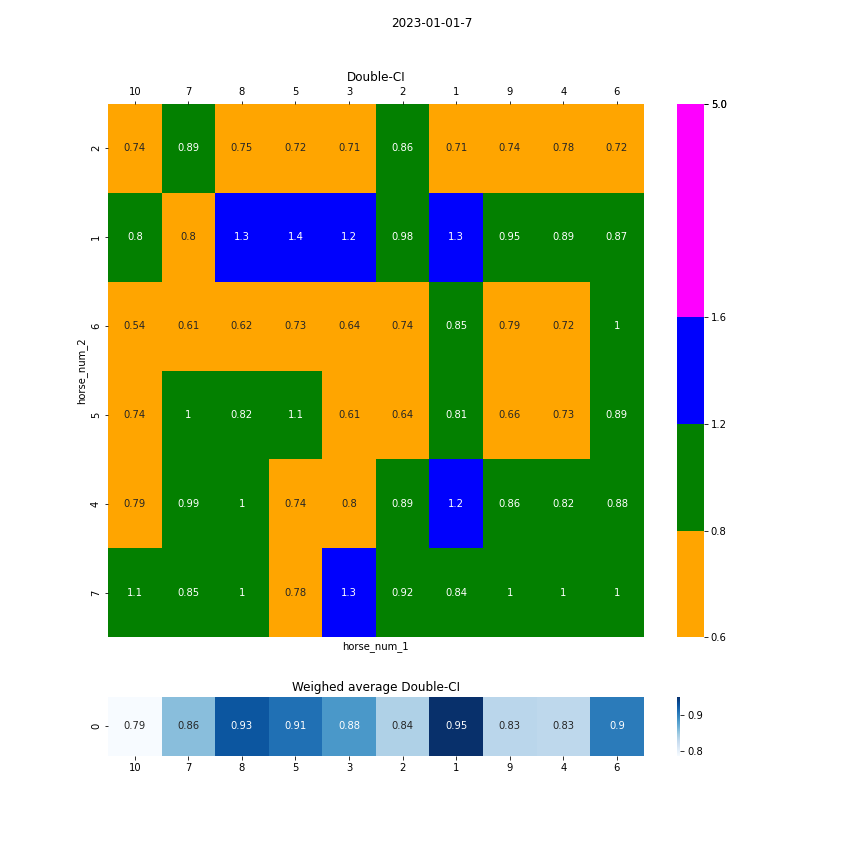 2023-01-01-7
Double-CI
10 7 8 5 3 2 1 9 4 6
5.0
2 0.74 0.89 0.75 0.72 0.71 0.86 0.71 0.74 0.78 0.72
1 0.8 0.8 1.3 1.4 1.2 0.98 1.3 0.95 0.89 0.87
1.6
6 0.54 0.61 0.62 0.73 0.64 0.74 0.85 0.79 0.72 1
horse_num_2
5 0.74 1 0.82 1.1 0.61 0.64 0.81 0.66 0.73 0.89
1.2
4 0.79 0.99 1 0.74 0.8 0.89 1.2 0.86 0.82 0.88
0.8
7 1.1 0.85 1 0.78 1.3 0.92 0.84 1 1 1
0.6
horse_num_1
Weighed average Double-CI
0 0.79 0.86 0.93 0.91 0.88 0.84 0.95 0.83 0.83 0.9
0.9
0.8
10 7 8 5 3 2 1 9 4 6